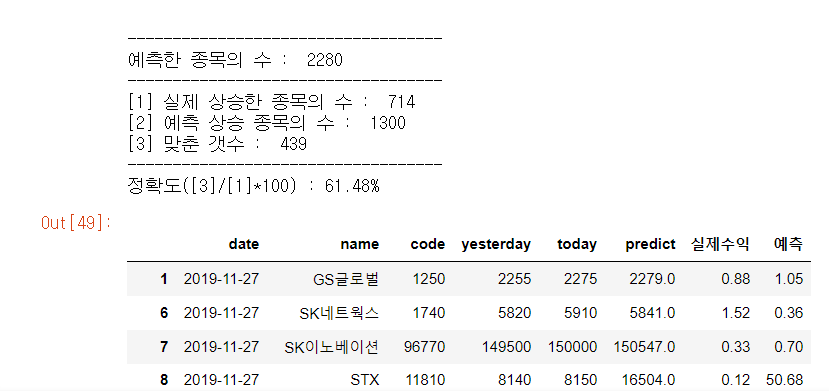 -----------------------------------
예측한 종목의 수 :  2280
-----------------------------------
[1] 실제 상승한 종목의 수 :  714
[2] 예측 상승 종목의 수 :  1300
[3] 맞춘 갯수 :  439
-----------------------------------
정확도([3]/[1]*100) : 61.48%
Out[49]:
date name code yesterday today predict 실제수익 예측
1 2019-11-27 GS글로벌 1250 2255 2275 2279.0 0.88 1.05
6 2019-11-27 SK네트웍스 1740 5820 5910 5841.0 1.52 0.36
7 2019-11-27 SK이노베이션 96770 149500 150000 150547.0 0.33 0.70
8 2019-11-27 STX 11810 8140 8150 16504.0 0.12 50.68